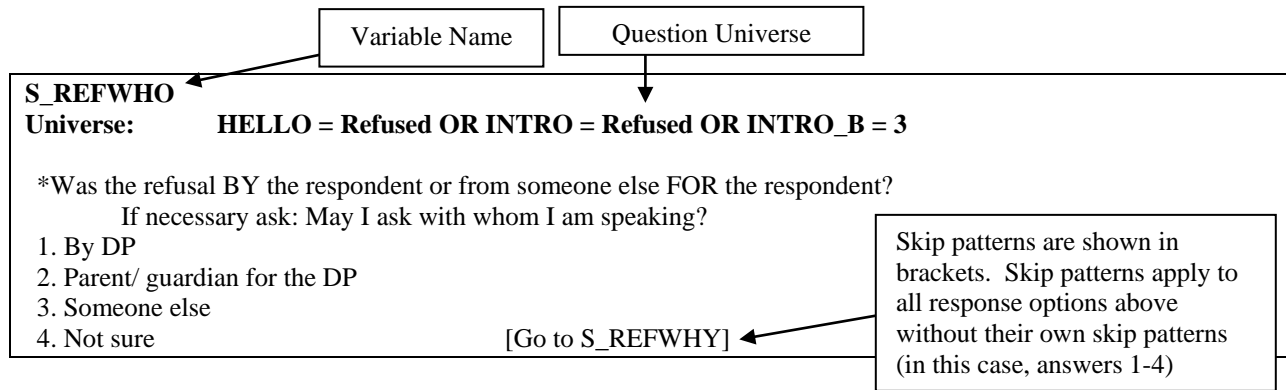 Variable Name
Question Universe
S_REFWHO
Universe: HELLO = Refused OR INTRO = Refused OR INTRO_B = 3
*Was the refusal BY the respondent or from someone else FOR the respondent?
If necessary ask: May I ask with whom I am speaking?
1. By DP
2. Parent/ guardian for the DP
3. Someone else
4. Not sure [Go to S_REFWHY]
Skip patterns are shown in
brackets. Skip patterns apply to
all response options above
without their own skip patterns
(in this case, answers 1-4)